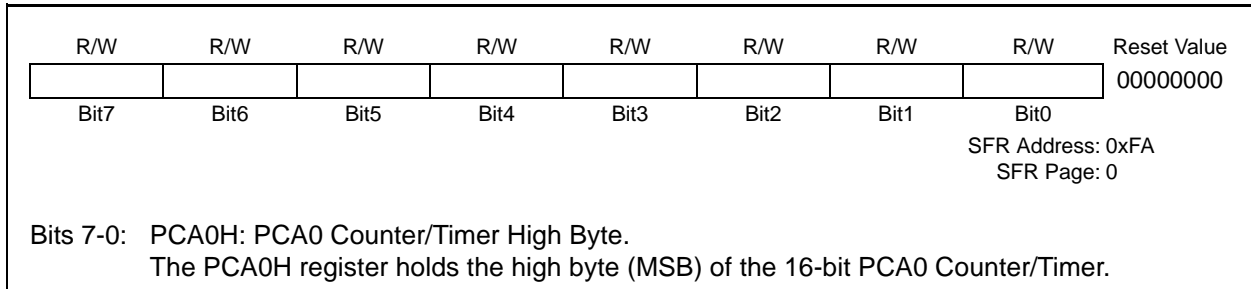 R/W R/W R/W R/W R/W R/W R/W R/W Reset Value
00000000
Bit7 Bit6 Bit5 Bit4 Bit3 Bit2 Bit1 Bit0
SFR Address: 0xFA
SFR Page: 0
Bits 7-0: PCA0H: PCA0 Counter/Timer High Byte.
The PCA0H register holds the high byte (MSB) of the 16-bit PCA0 Counter/Timer.